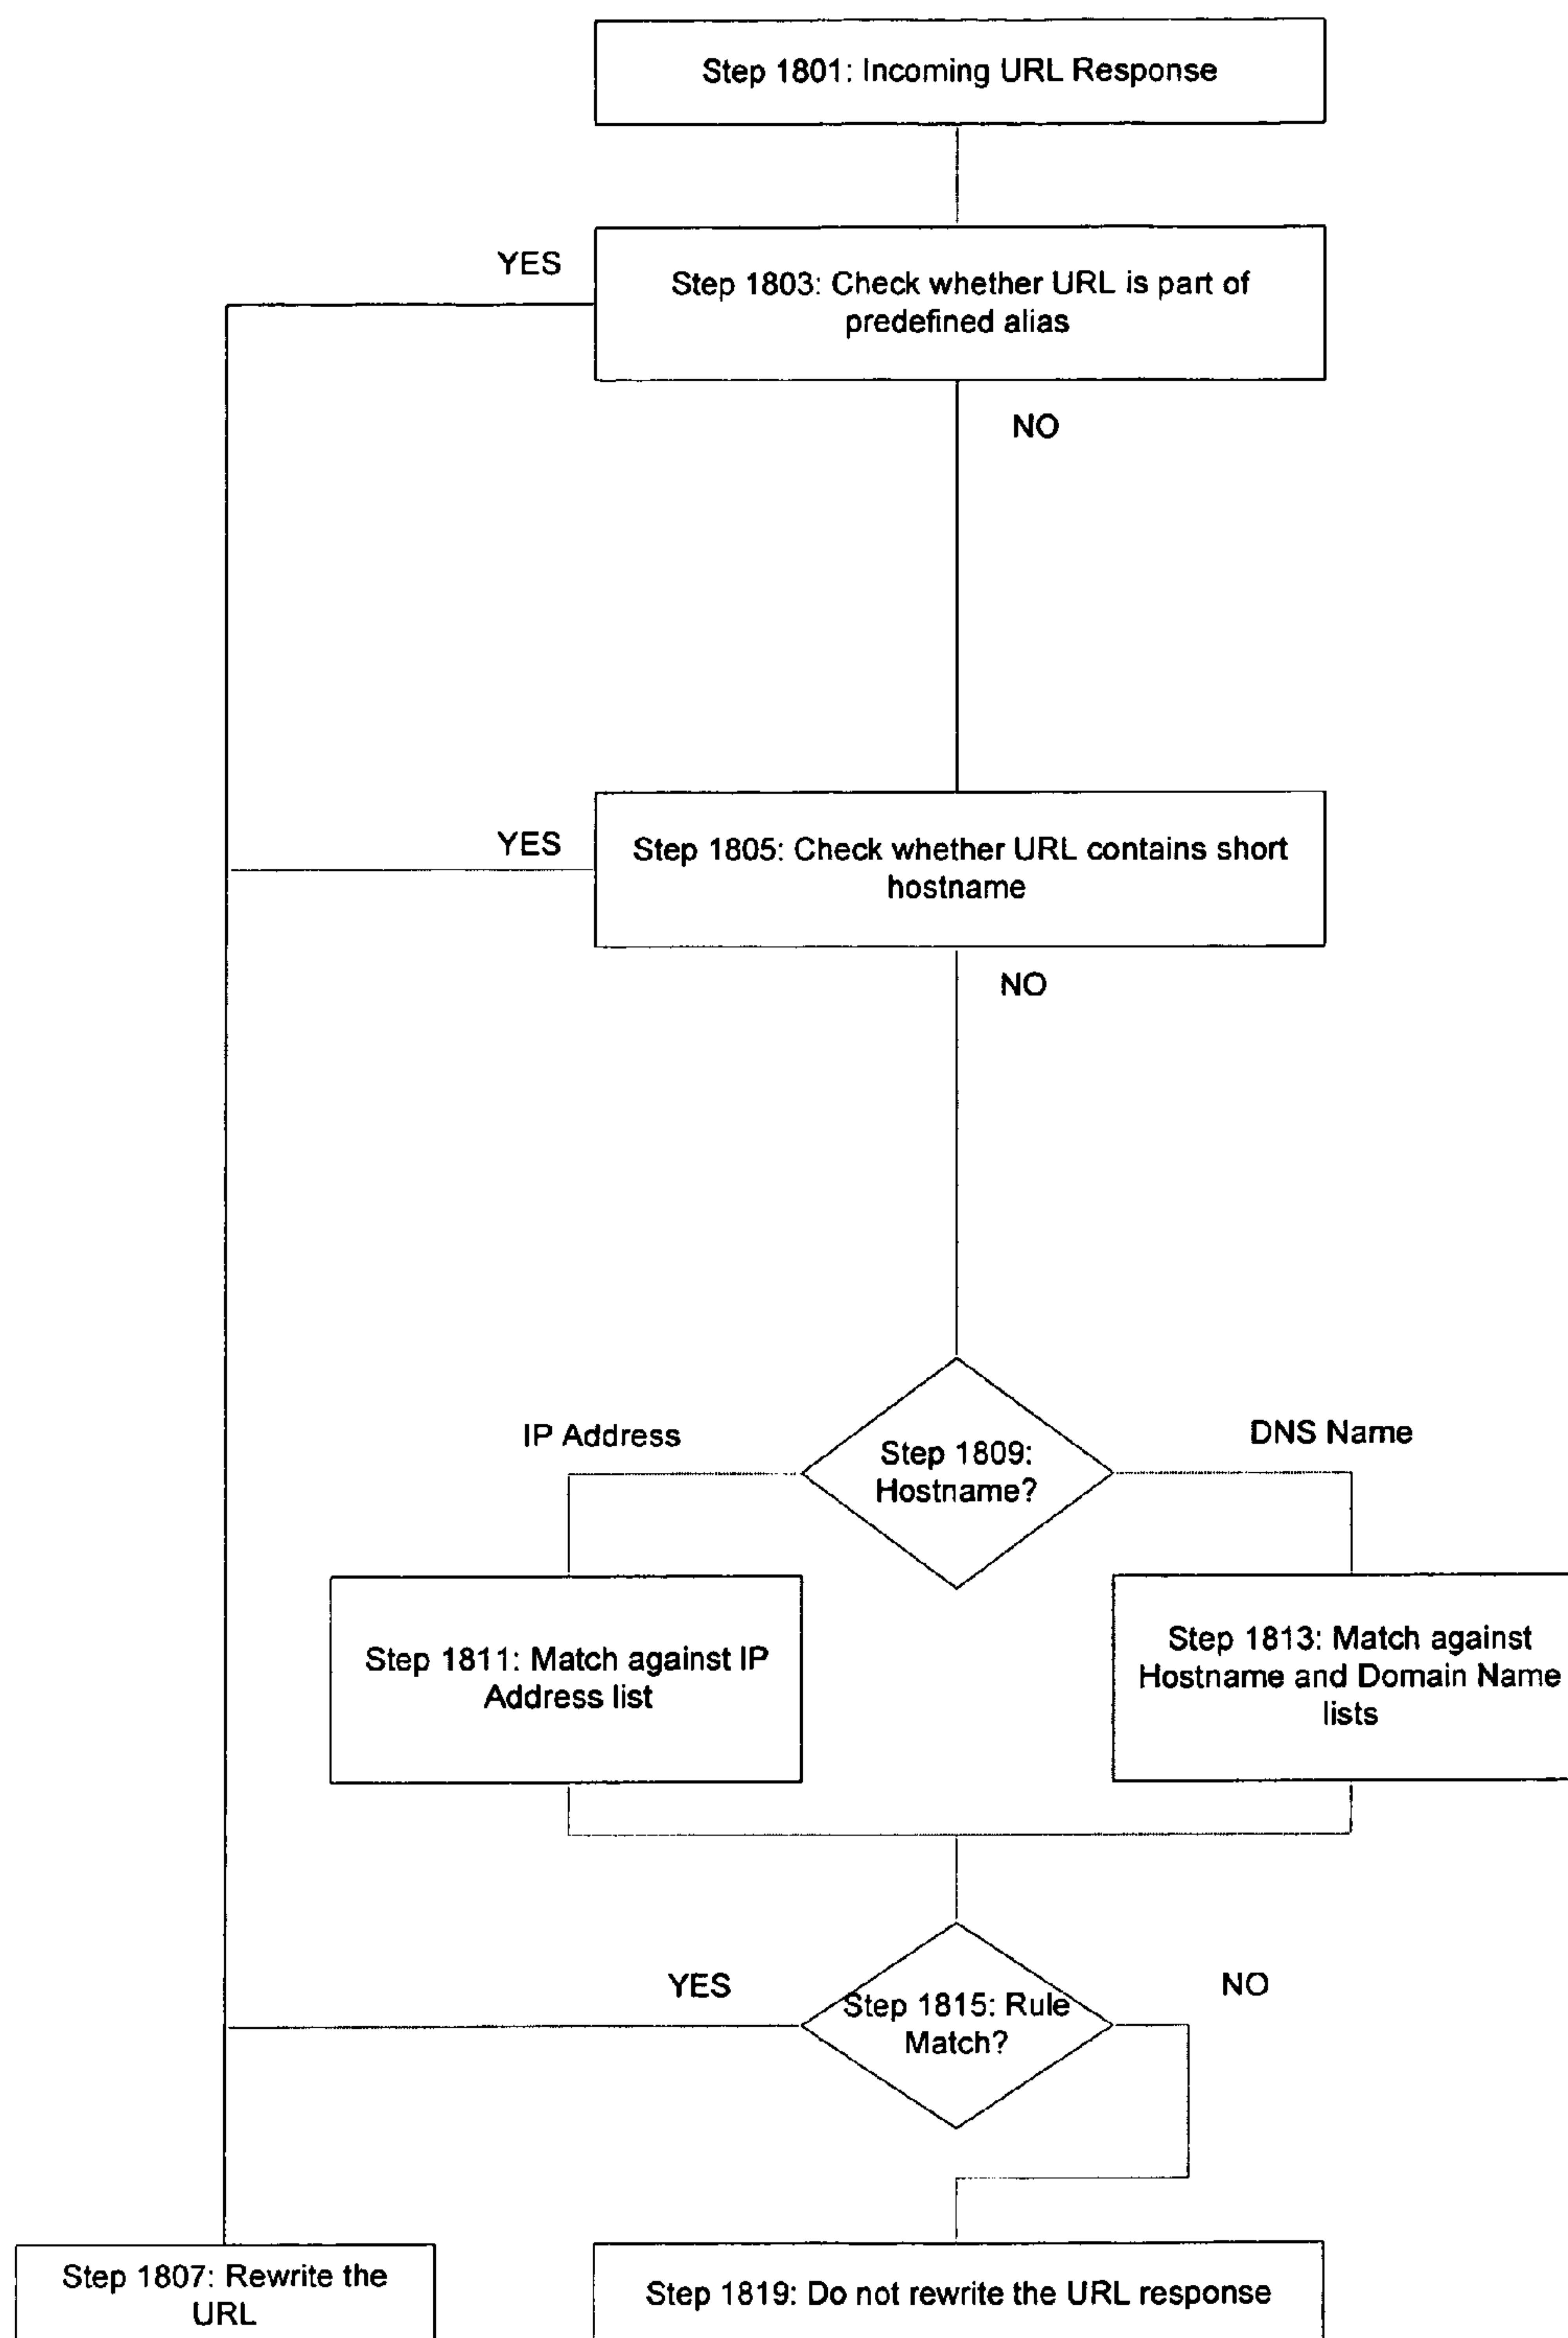 Step 1801: Incoming URL Response
YES
Step 1803: Check whether URL is part of
predefined alias
NO
YES
Step 1805: Check whether URL contains short
hostname
NO
IP Address
Step 1809:
Hostname?
DNS Name
Step 1811: Match against IP
Address list
Step 1813: Match against
Hostname and Domain Name
lists
YES
Step 1815: Rule
Match?
NO
Step 1807: Rewrite the
URL
Step 1819: Do not rewrite the URL response